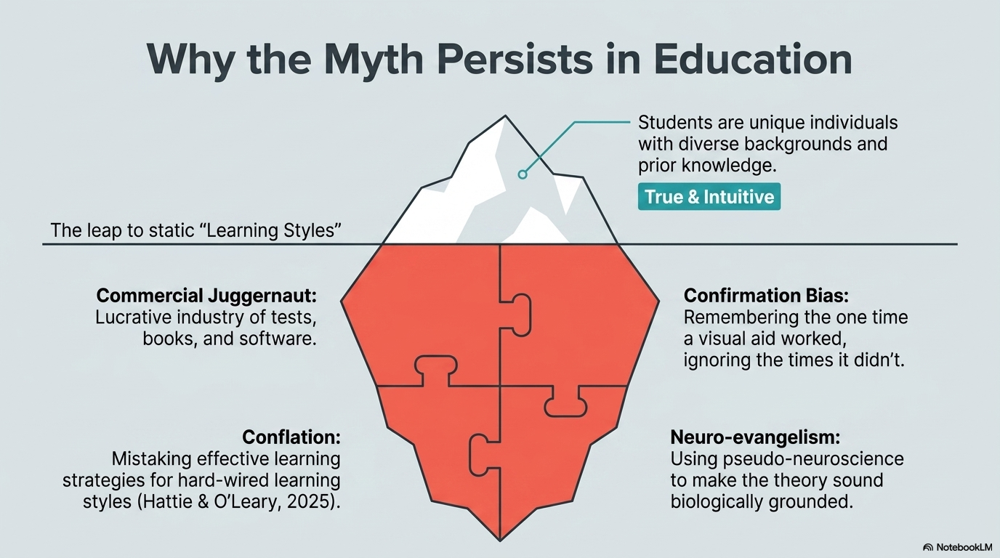 Why the Myth Persists in Education
Students are unique individuals
with diverse backgrounds and
prior knowledge.
True & Intuitive
The leap to static “Learning Styles”
Commercial Juggernaut:
Lucrative industry of tests,
books, and software.
Confirmation Bias:
Remembering the one time
a visual aid worked,
ignoring the times it didn’t.
Conflation:
Mistaking effective learning
strategies for hard-wired learning
styles (Hattie & O’Leary, 2025).
Neuro-evangelism:
Using pseudo-neuroscience
to make the theory sound
biologically grounded.
NotebookLM